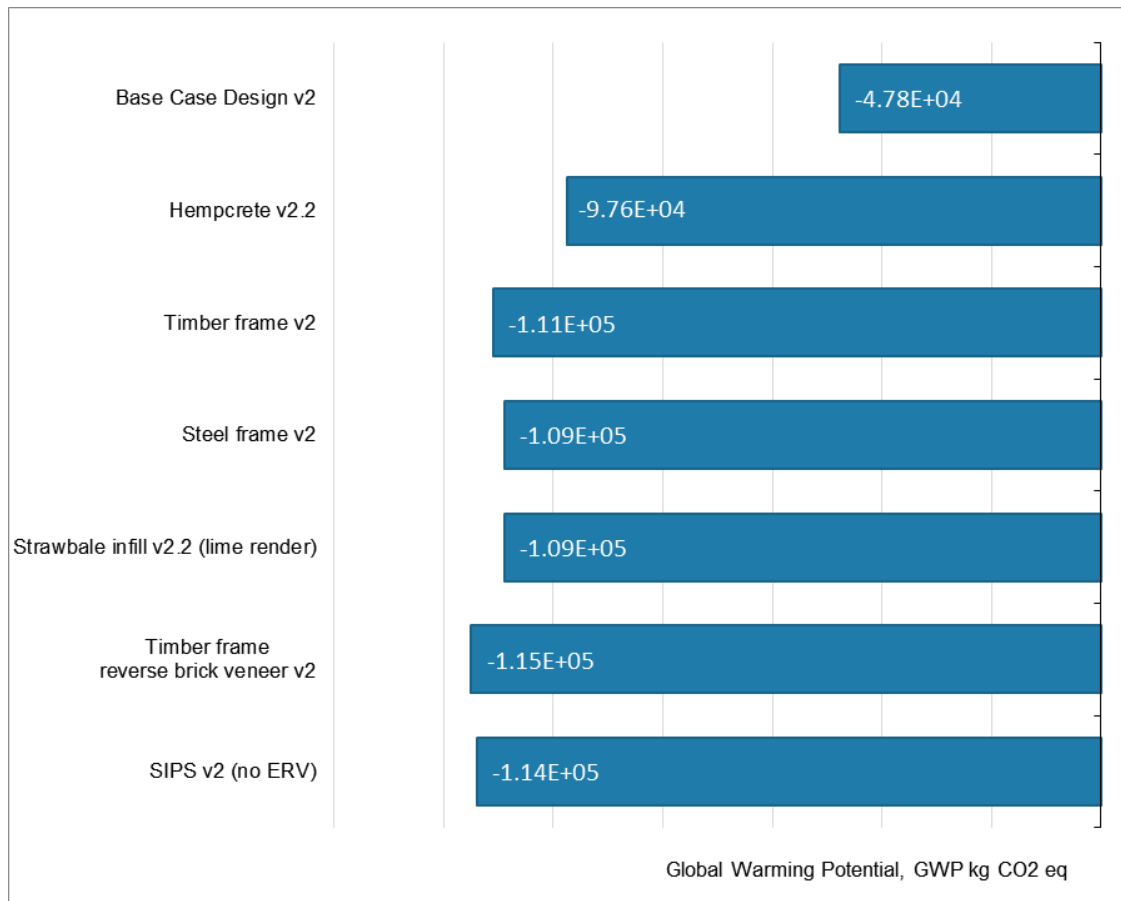 Base Case Design v2
-4.78E+04
Hempcrete v2.2
-9.76E+04
Timber frame v2
-1.11E+05
Steel frame v2
-1.09E+05
Strawbale infill v2.2 (lime render)
-1.09E+05
Timber frame
reverse brick veneer v2
-1.15E+05
SIPS v2 (no ERV)
-1.14E+05
Global Warming Potential, GWP kg CO2 eq